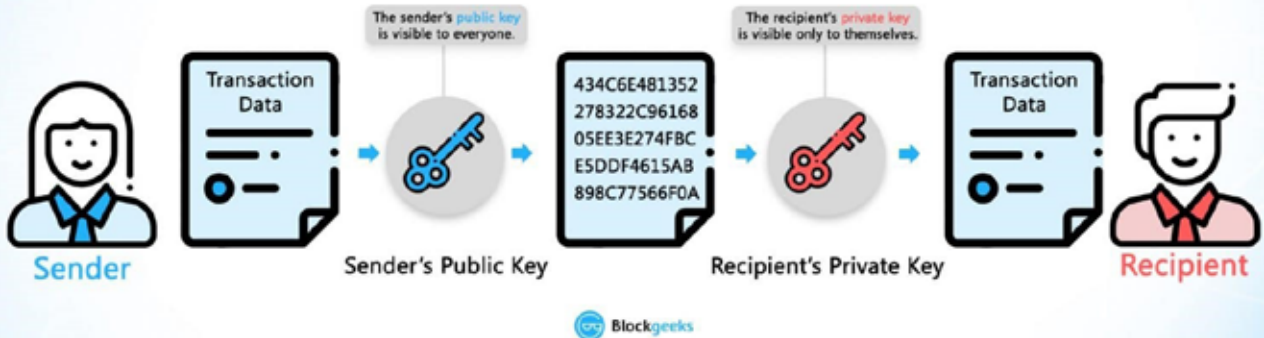 The sender's public key
is visible to everyone.
The recipient's private key
is visible only to themselves.
Transaction
Data
434C6E481352
278322C96168
05EE3E274FBC
E5DDF4615AB
898C77566F0A
Transaction
Data
Sender
Sender's Public Key
Recipient's Private Key
Recipient
Blockgeeks